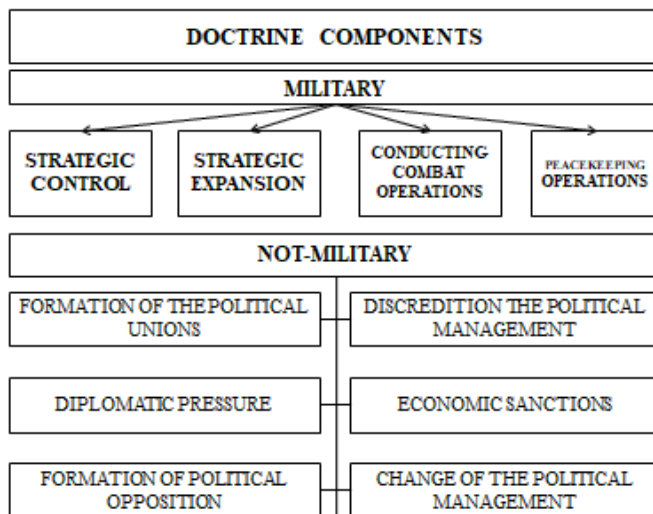 DOCTRINE COMPONENTS
MILITARY
STRATEGIC
CONTROL
STRATEGIC
EXPANSION
CONDUCTING
COMBAT
OPERATIONS
PEACEKEEPING
OPERATIONS
NOT-MILITARY
FORMATION OF THE POLITICAL
UNIONS
DISCREDITION THE POLITICAL
MANAGEMENT
DIPLOMATIC PRESSURE
ECONOMIC SANCTIONS
FORMATION OF POLITICAL
OPPOSITION
CHANGE OF THE POLITICAL
MANAGEMENT